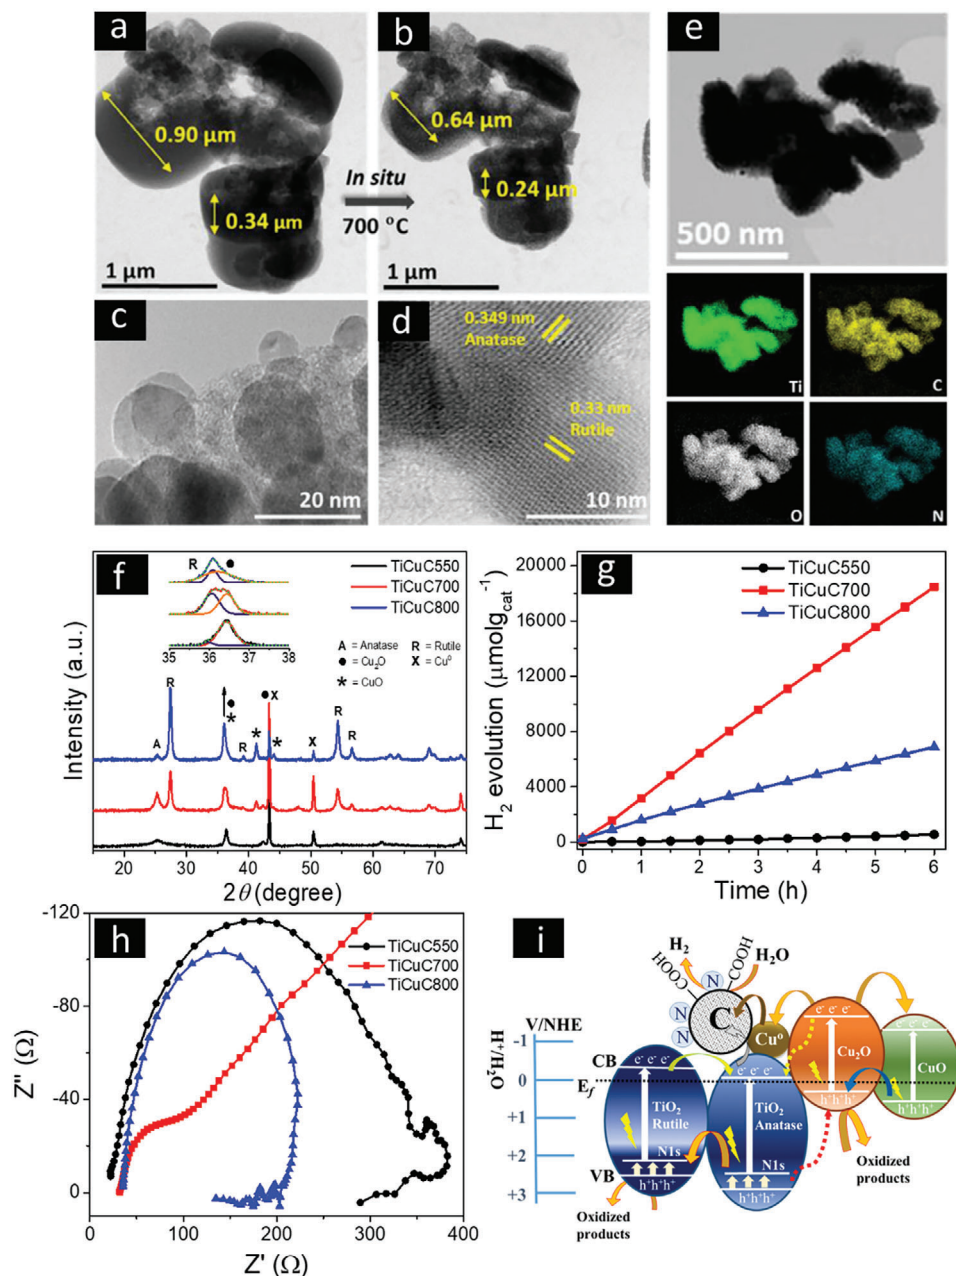 a
0.90 µm
0.34 µm
1 µm
In situ
700 °C
b
0.64 µm
0.24 µm
1 µm
c
20 nm
d
0.349 nm
Anatase
0.33 nm
Rutile
10 nm
e
500 nm
Ti
C
O
N
f
R
35 36 37 38
TiCuC550
TiCuC700
TiCuC800
A = Anatase R = Rutile
= Cu2O X = Cu⁰
* = CuO
A
R
*
R
*
X
*
X
R
R
Intensity (a.u.)
20 30 40 50 60 70
2θ (degree)
g
TiCuC550
TiCuC700
TiCuC800
H2 evolution (µmolgcat⁻¹)
20000
16000
12000
8000
4000
0
0 1 2 3 4 5 6
Time (h)
h
TiCuC550
TiCuC700
TiCuC800
Z'' (Ω)
-120
-80
-40
0
0 100 200 300 400
Z' (Ω)
i
H2
COOH
COOH
H2O
N
N
N
C
Cu⁰
V/NHE
-1
0
+1
+2
+3
CB
Ef
VB
e⁻ e⁻ e⁻
TiO2
Rutile
N1s
h⁺h⁺h⁺
Oxidized
products
e⁻ e⁻ e⁻
TiO2
Anatase
N1s
h⁺h⁺h⁺
e⁻ e⁻ e⁻
Cu2O
h⁺h⁺h⁺
e⁻ e⁻ e⁻
CuO
h⁺h⁺h⁺
Oxidized
products